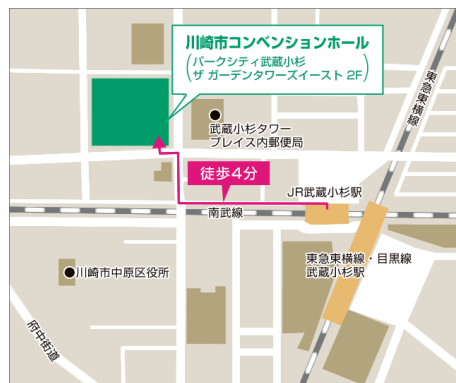 川崎市コンベンションホール
(パークシティ武蔵小杉
ザ ガーデンタワーズイースト 2F)
東急東横線
武蔵小杉タワー
プレイス内郵便局
徒歩4分
JR武蔵小杉駅
南武線
東急東横線・目黒線
武蔵小杉駅
川崎市中原区役所
府中街道